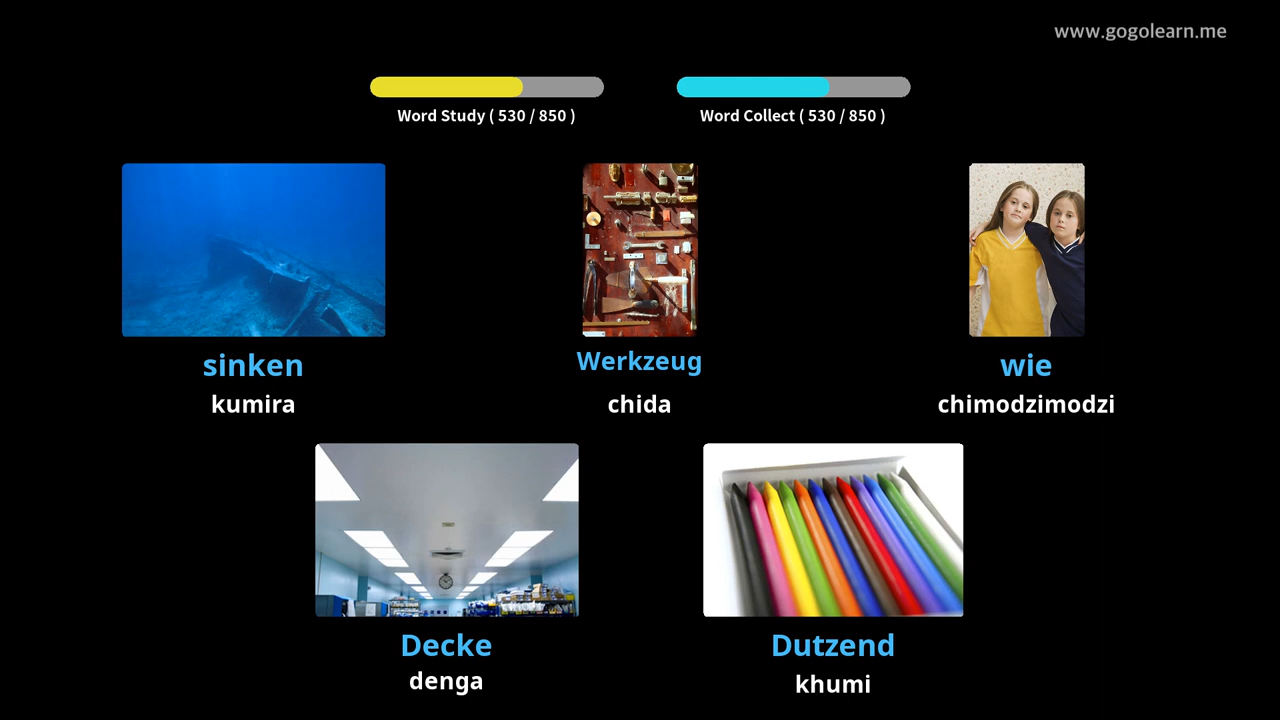 www.gogolearn.me
Word Study ( 530 / 850 )
Word Collect ( 530 / 850 )
sinken
kumira
Werkzeug
chida
wie
chimodzimodzi
Decke
denga
Dutzend
khumi